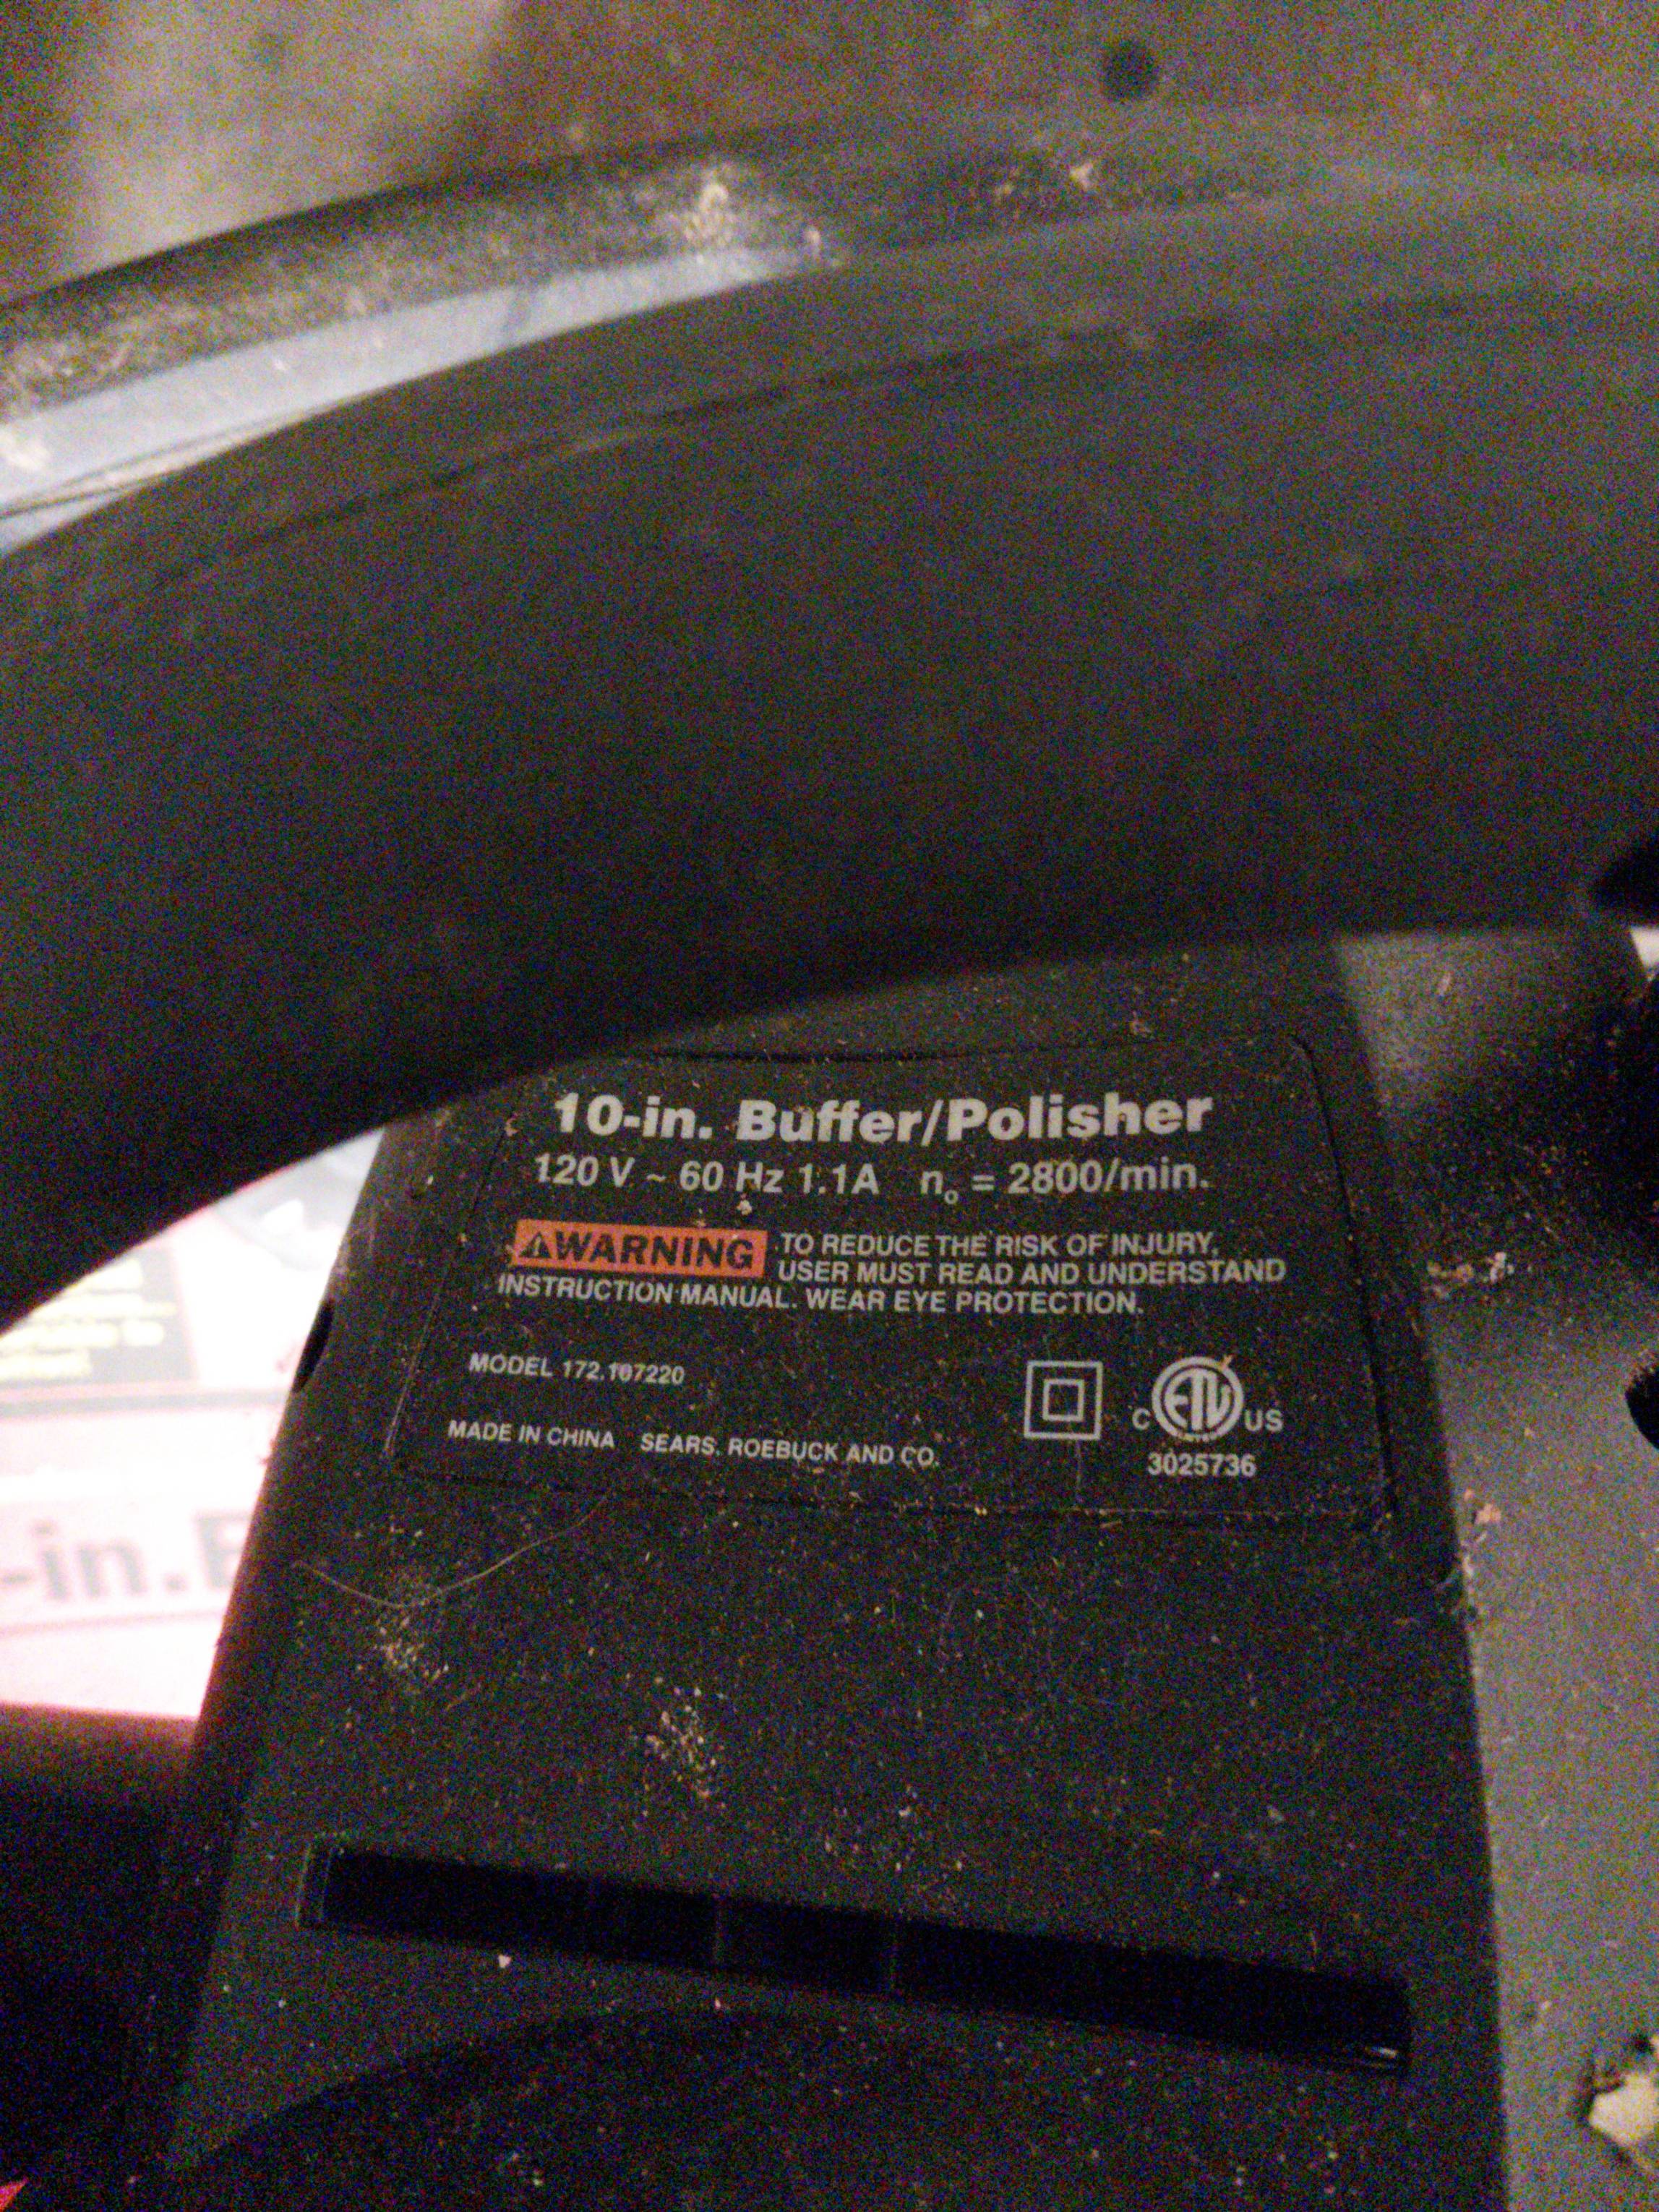 10-in. Buffer/Polisher
120 V ~ 60 Hz 1.1A n₀ = 2800/min.
WARNING TO REDUCE THE RISK OF INJURY,
USER MUST READ AND UNDERSTAND
INSTRUCTION MANUAL. WEAR EYE PROTECTION.
MODEL 172.107220
MADE IN CHINA SEARS, ROEBUCK AND CO.
C ETL US
3025736
-in.